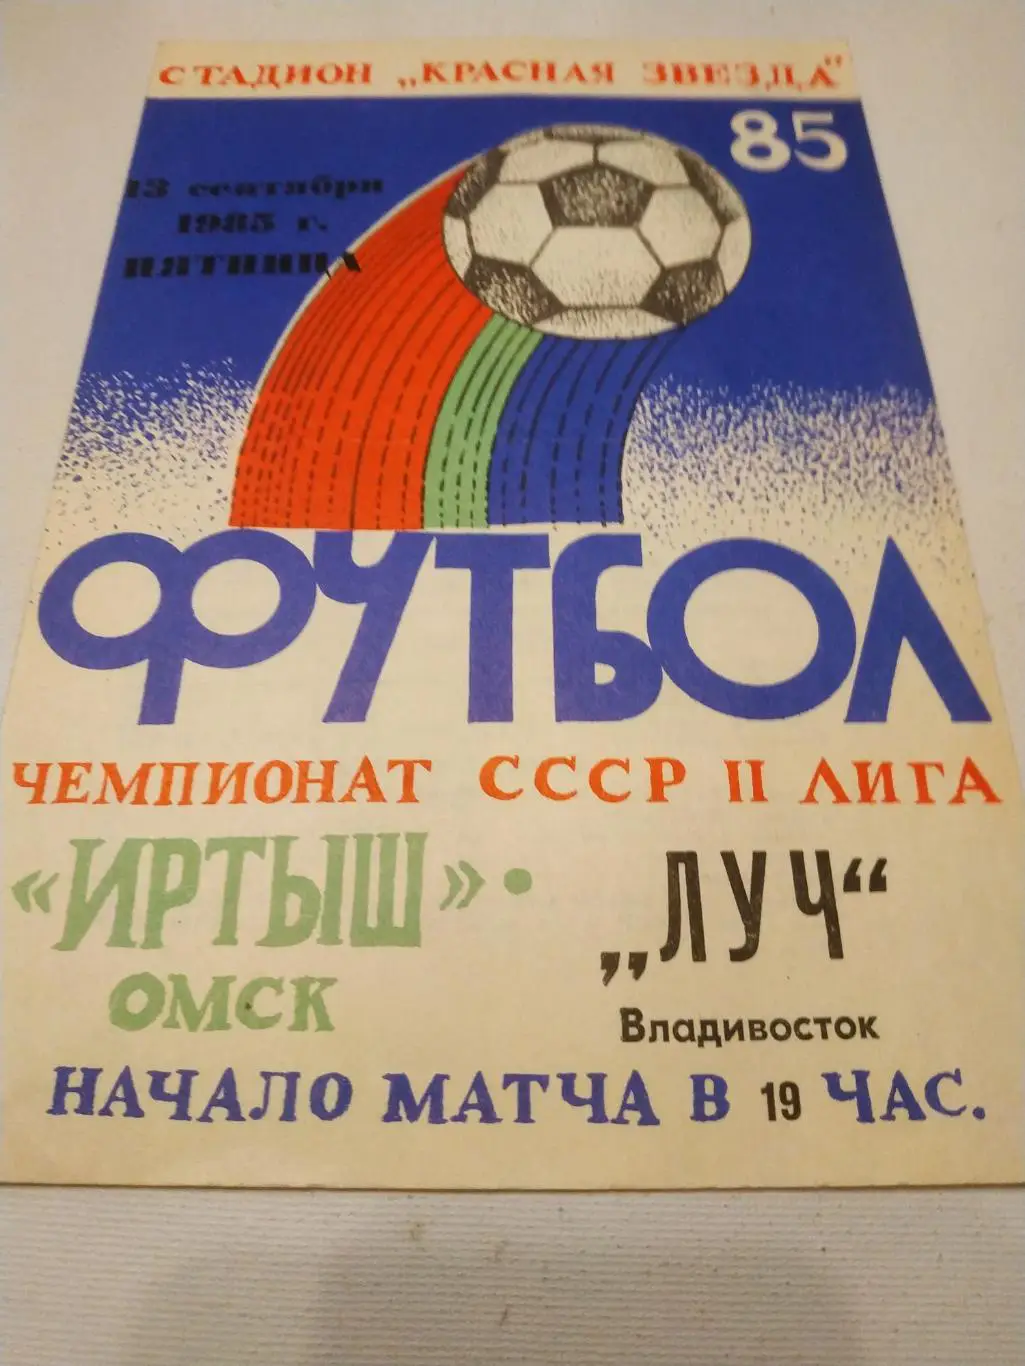 СТАДИОН „КРАСНАЯ ЗВЕЗДА"
85
13 сентября
1985 г.
ПЯТНИЦА
ФУТБОЛ
ЧЕМПИОНАТ СССР II ЛИГА
«ИРТЫШ» • „ЛУЧ“
ОМСК Владивосток
НАЧАЛО МАТЧА В 19 ЧАС.